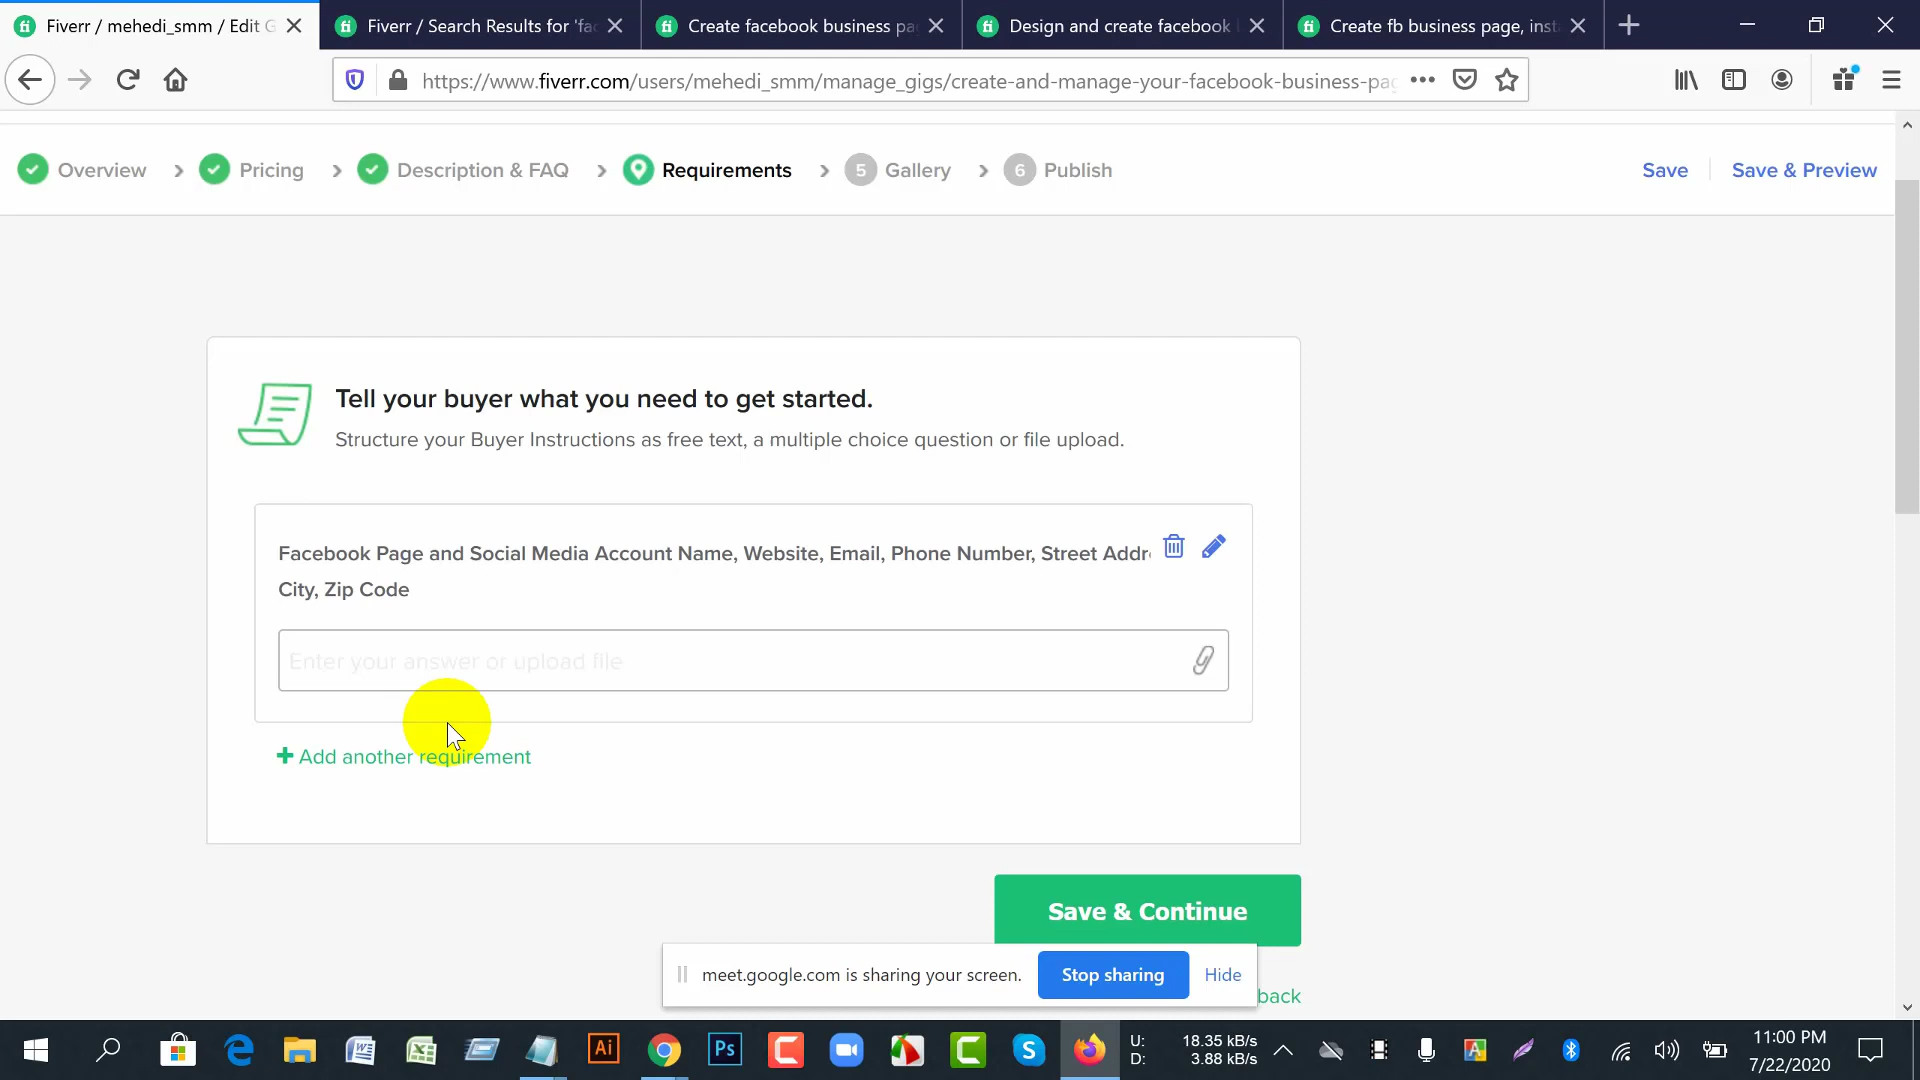 Fiverr / mehedi_smm / Edit G
Fiverr / Search Results for 'fac
Create facebook business pa
Design and create facebook
Create fb business page, inst
https://www.fiverr.com/users/mehedi_smm/manage_gigs/create-and-manage-your-facebook-business-pag
Overview
Pricing
Description & FAQ
Requirements
5 Gallery
6 Publish
Save
Save & Preview
Tell your buyer what you need to get started.
Structure your Buyer Instructions as free text, a multiple choice question or file upload.
Facebook Page and Social Media Account Name, Website, Email, Phone Number, Street Addr
City, Zip Code
Enter your answer or upload file
Add another requirement
Save & Continue
meet.google.com is sharing your screen.
Stop sharing
Hide
back
U: 18.35 kB/s
D: 3.88 kB/s
11:00 PM
7/22/2020